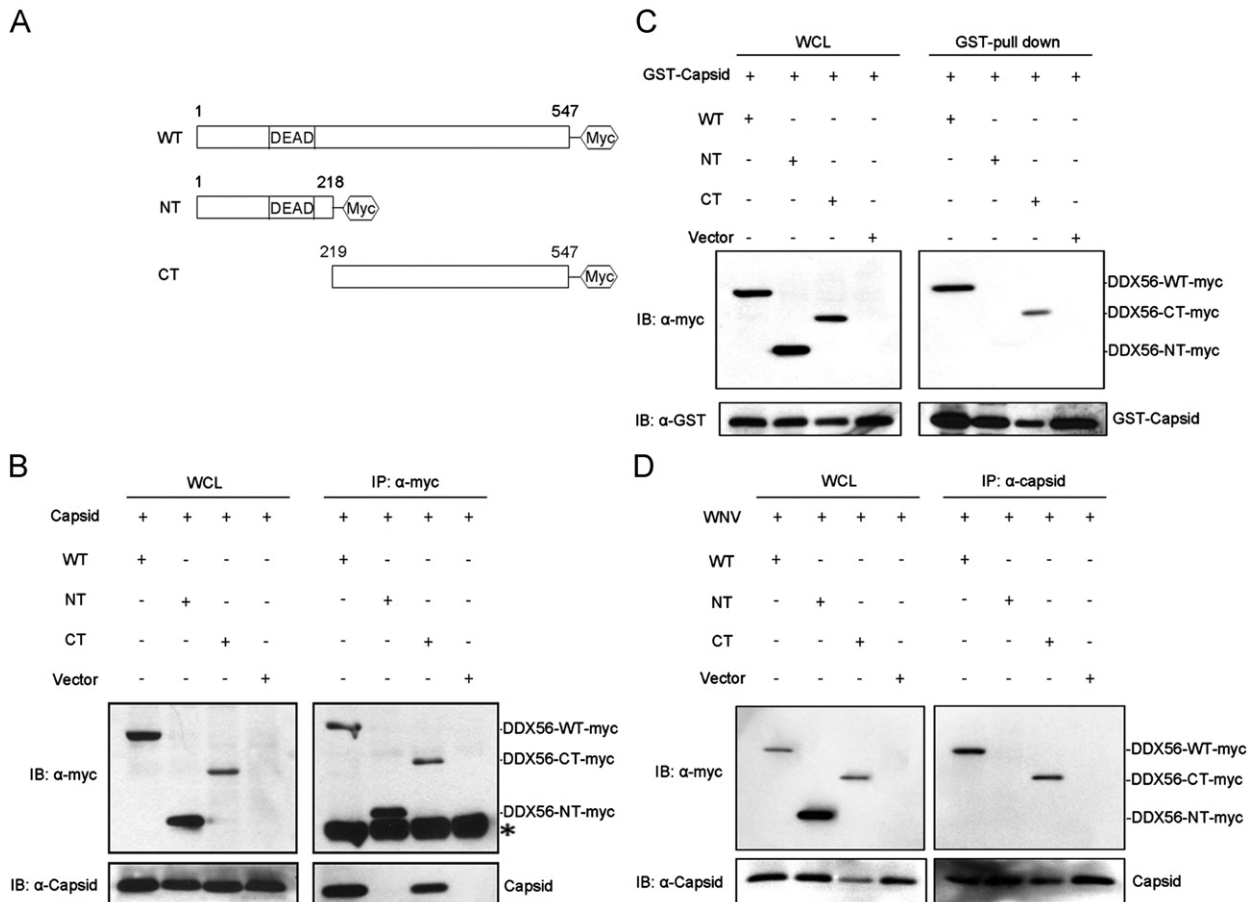 A
1 547
WT DEAD Myc
1 218
NT DEAD Myc
219 547
CT Myc
B
WCL IP: α-myc
Capsid + + + + + + + +
WT + - - - + - - -
NT - + - - - + - -
CT - - + - - - + -
Vector - - - + - - - +
IB: α-myc
-DDX56-WT-myc
-DDX56-CT-myc
-DDX56-NT-myc
*
IB: α-Capsid Capsid
C
WCL GST-pull down
GST-Capsid + + + + + + + +
WT + - - - + - - -
NT - + - - - + - -
CT - - + - - - + -
Vector - - - + - - - +
-DDX56-WT-myc
IB: α-myc -DDX56-CT-myc
-DDX56-NT-myc
IB: α-GST GST-Capsid
D
WCL IP: α-capsid
WNV + + + + + + + +
WT + - - - + - - -
NT - + - - - + - -
CT - - + - - - + -
Vector - - - + - - - +
-DDX56-WT-myc
IB: α-myc -DDX56-CT-myc
-DDX56-NT-myc
IB: α-Capsid Capsid